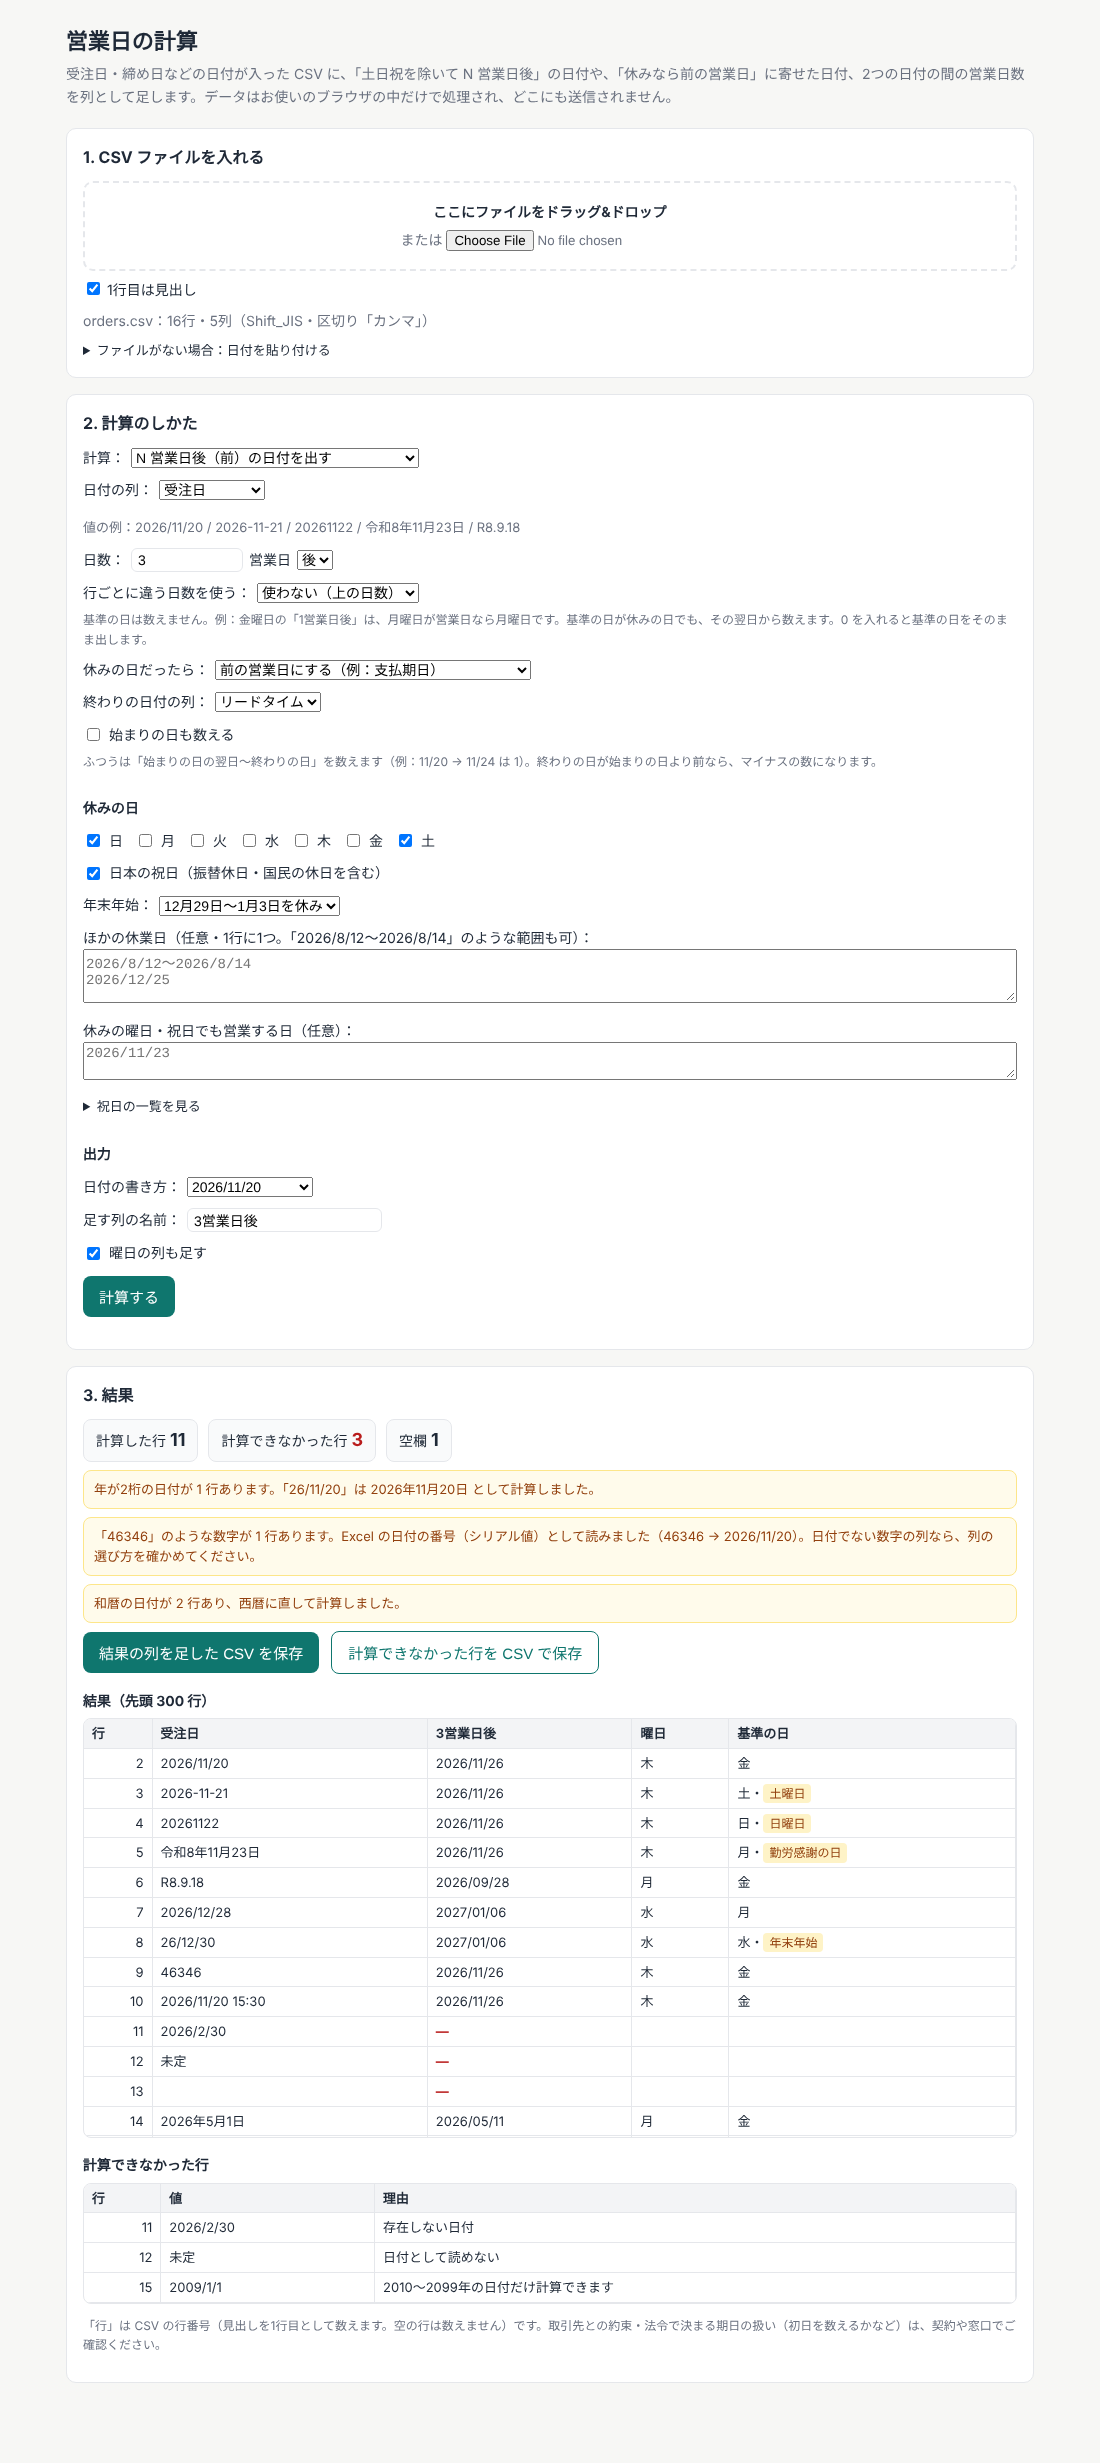 営業日の計算
受注日・締め日などの日付が入った CSV に、「土日祝を除いて N 営業日後」の日付や、「休みなら前の営業日」に寄せた日付、2つの日付の間の営業日数
を列として足します。データはお使いのブラウザの中だけで処理され、どこにも送信されません。
1. CSV ファイルを入れる
ここにファイルをドラッグ&ドロップ
または Choose File No file chosen
1行目は見出し
orders.csv：16行・5列（Shift_JIS・区切り「カンマ」）
▶ ファイルがない場合：日付を貼り付ける
2. 計算のしかた
計算： N 営業日後（前）の日付を出す
日付の列： 受注日
値の例：2026/11/20 / 2026-11-21 / 20261122 / 令和8年11月23日 / R8.9.18
日数： 3 営業日 後
行ごとに違う日数を使う： 使わない（上の日数）
基準の日は数えません。例：金曜日の「1営業日後」は、月曜日が営業日なら月曜日です。基準の日が休みの日でも、その翌日から数えます。0 を入れると基準の日をそのま
ま出します。
休みの日だったら： 前の営業日にする（例：支払期日）
終わりの日付の列： リードタイム
始まりの日も数える
ふつうは「始まりの日の翌日〜終わりの日」を数えます（例：11/20 → 11/24 は 1）。終わりの日が始まりの日より前なら、マイナスの数になります。
休みの日
日 月 火 水 木 金 土
日本の祝日（振替休日・国民の休日を含む）
年末年始： 12月29日〜1月3日を休み
ほかの休業日（任意・1行に1つ。「2026/8/12〜2026/8/14」のような範囲も可）：
2026/8/12〜2026/8/14
2026/12/25
休みの曜日・祝日でも営業する日（任意）：
2026/11/23
▶ 祝日の一覧を見る
出力
日付の書き方： 2026/11/20
足す列の名前： 3営業日後
曜日の列も足す
計算する
3. 結果
計算した行 11 計算できなかった行 3 空欄 1
年が2桁の日付が 1 行あります。「26/11/20」は 2026年11月20日 として計算しました。
「46346」のような数字が 1 行あります。Excel の日付の番号（シリアル値）として読みました（46346 → 2026/11/20）。日付でない数字の列なら、列の
選び方を確かめてください。
和暦の日付が 2 行あり、西暦に直して計算しました。
結果の列を足した CSV を保存 計算できなかった行を CSV で保存
結果（先頭 300 行）
行 受注日 3営業日後 曜日 基準の日
2 2026/11/20 2026/11/26 木 金
3 2026-11-21 2026/11/26 木 土・土曜日
4 20261122 2026/11/26 木 日・日曜日
5 令和8年11月23日 2026/11/26 木 月・勤労感謝の日
6 R8.9.18 2026/09/28 月 金
7 2026/12/28 2027/01/06 水 月
8 26/12/30 2027/01/06 水 水・年末年始
9 46346 2026/11/26 木 金
10 2026/11/20 15:30 2026/11/26 木 金
11 2026/2/30 —
12 未定 —
13 —
14 2026年5月1日 2026/05/11 月 金
計算できなかった行
行 値 理由
11 2026/2/30 存在しない日付
12 未定 日付として読めない
15 2009/1/1 2010〜2099年の日付だけ計算できます
「行」は CSV の行番号（見出しを1行目として数えます。空の行は数えません）です。取引先との約束・法令で決まる期日の扱い（初日を数えるかなど）は、契約や窓口でご
確認ください。